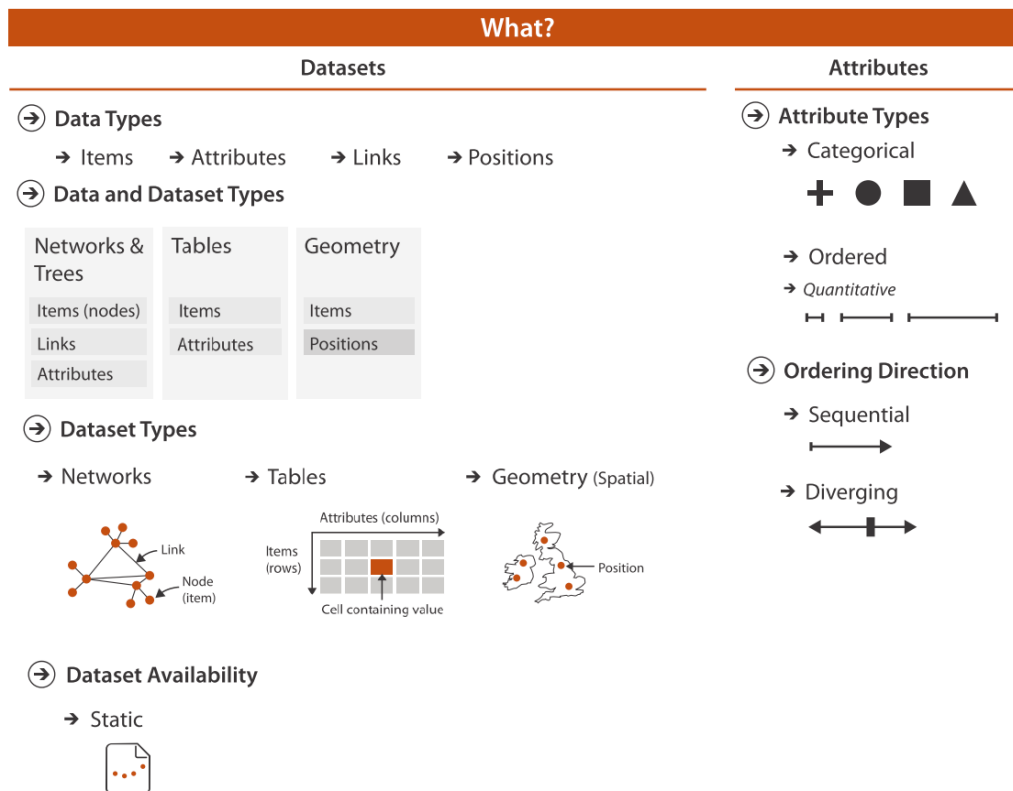 What?
Datasets
Attributes
Data Types
Items
Attributes
Links
Positions
Data and Dataset Types
Networks &
Trees
Items (nodes)
Links
Attributes
Tables
Items
Attributes
Geometry
Items
Positions
Dataset Types
Networks
Link
Node
(item)
Tables
Attributes (columns)
Items
(rows)
Cell containing value
Geometry (Spatial)
Position
Dataset Availability
Static
Attribute Types
Categorical
Ordered
Quantitative
Ordering Direction
Sequential
Diverging